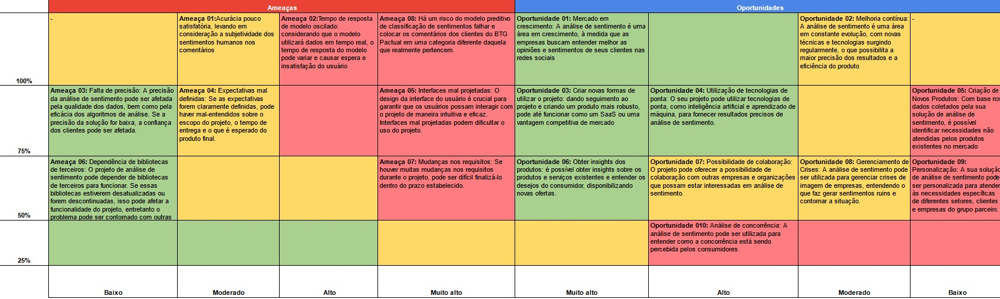 Ameaças
Oportunidades
-
Ameaça 01:Acurácia pouco
satisfatória, levando em
consideração a subjetividade dos
sentimentos humanos nos
comentários
Ameaça 02:Tempo de resposta
de modelo oscilado:
considerando que o modelo
utilizará dados em tempo real, o
tempo de resposta do modelo
pode variar e causar espera e
insatisfação do usuário
Ameaça 08: Há um risco do modelo preditivo
de classificação de sentimentos falhar e
colocar os comentários dos clientes do BTG
Pactual em uma categoria diferente daquela
que realmente pertencem.
Oportunidade 01: Mercado em
crescimento: A análise de sentimento é uma
área em crescimento, à medida que as
empresas buscam entender melhor as
opiniões e sentimentos de seus clientes nas
redes sociais
Oportunidade 02: Melhoria contínua:
A análise de sentimento é uma área
em constante evolução, com novas
técnicas e tecnologias surgindo
regularmente, o que possibilita a
maior precisão dos resultados e a
eficiência do produto
-
100%
Ameaça 03: Falta de precisão: A precisão
da análise de sentimento pode ser afetada
pela qualidade dos dados, bem como pela
eficácia dos algoritmos de análise. Se a
precisão da solução for baixa, a confiança
dos clientes pode ser afetada.
Ameaça 04: Expectativas mal
definidas: Se as expectativas
forem claramente definidas, pode
haver mal-entendidos sobre o
escopo do projeto, o tempo de
entrega e o que é esperado do
produto final.
Ameaça 05: Interfaces mal projetadas: O
design da interface do usuário é crucial para
garantir que os usuários possam interagir com
o projeto de maneira intuitiva e eficaz.
Interfaces mal projetadas podem dificultar o
uso do projeto.
Oportunidade 03: Criar novas formas de
utilizar o projeto: dando seguimento ao
projeto e criando um produto mais robusto,
pode até funcionar como um SaaS ou uma
vantagem competitiva de mercado
Oportunidade 04: Utilização de tecnologias de
ponta: O seu projeto pode utilizar tecnologias de
ponta, como inteligência artificial e aprendizado de
máquina, para fornecer resultados precisos de
análise de sentimento.
Oportunidade 05: Criação de
Novos Produtos: Com base nos
dados coletados pela sua
solução de análise de
sentimento, é possível
identificar necessidades não
atendidas pelos produtos
existentes no mercado
75%
Ameaça 06: Dependência de bibliotecas
de terceiros: O projeto de análise de
sentimento pode depender de bibliotecas
de terceiros para funcionar. Se essas
bibliotecas estiverem desatualizadas ou
forem descontinuadas, isso pode afetar a
funcionalidade do projeto, entretanto o
problema pode ser contornado com outras
Ameaça 07: Mudanças nos requisitos: Se
houver muitas mudanças nos requisitos
durante o projeto, pode ser difícil finalizá-lo
dentro do prazo estabelecido.
Oportunidade 06: Obter insights dos
produtos: é possível obter insights sobre os
produtos e serviços existentes e entender os
desejos do consumidor, disponibilizando
novas ofertas.
Oportunidade 07: Possibilidade de colaboração:
O projeto pode oferecer a possibilidade de
colaboração com outras empresas e organizações
que possam estar interessadas em análise de
sentimento.
Oportunidade 08: Gerenciamento de
Crises: A análise de sentimento pode
ser utilizada para gerenciar crises de
imagem de empresas, entendendo o
que faz gerar sentimentos ruins e
contornar a situação.
Oportunidade 09:
Personalização: A sua solução
de análise de sentimento pode
ser personalizada para atender
às necessidades específicas
de diferentes setores, clientes
e empresas do grupo parceiro.
50%
Oportunidade 010: Análise de concorrência: A
análise de sentimento pode ser utilizada para
entender como a concorrência está sendo
percebida pelos consumidores.
25%
Baixo
Moderado
Alto
Muito alto
Muito alto
Alto
Moderado
Baixo